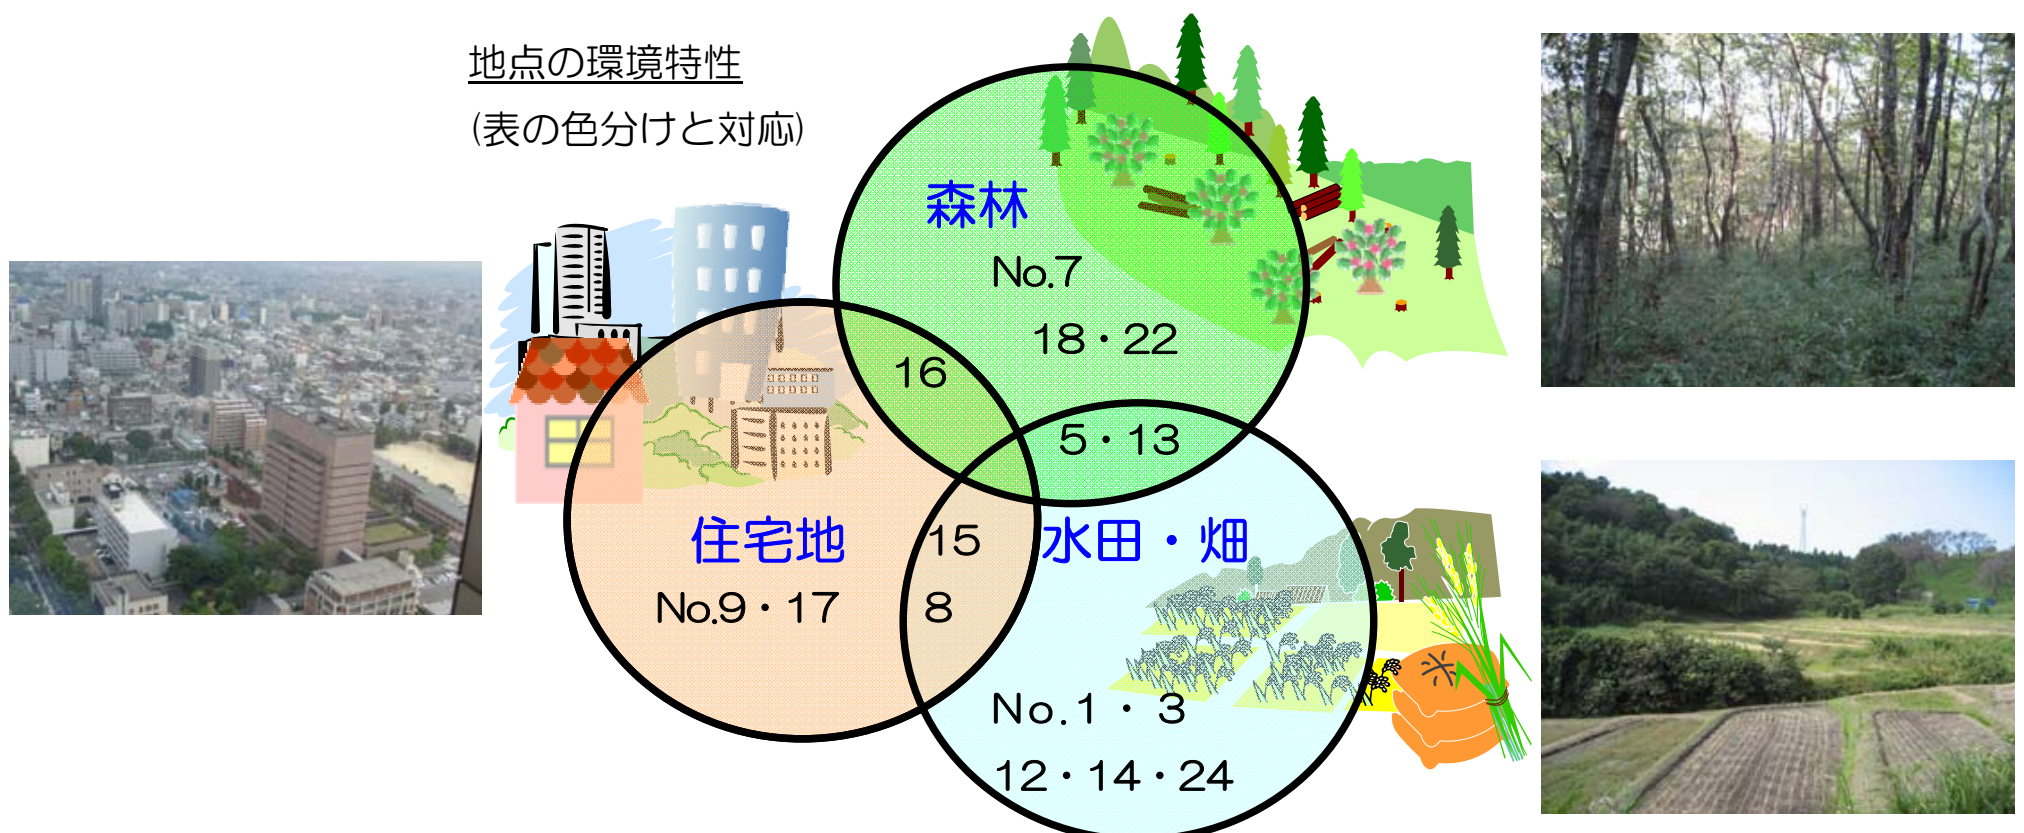 地点の環境特性
(表の色分けと対応)
森林
No.7
18・22
16
5・13
住宅地
No.9・17
15
8
水田・畑
No.1・3
12・14・24